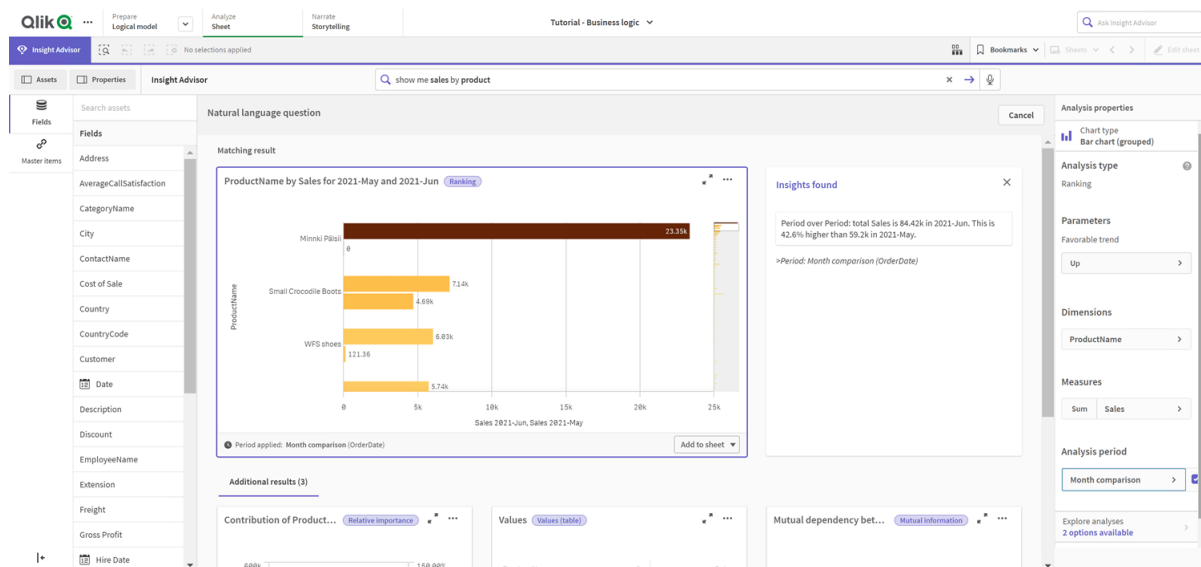 Qlik
Prepare
Logical model
Analyze
Sheet
Narrate
Storytelling
Tutorial - Business logic
Ask Insight Advisor
Insight Advisor
No selections applied
Bookmarks
Sheets
Edit sheet
Assets
Properties
Insight Advisor
show me sales by product
Fields
Master items
Search assets
Fields
Address
AverageCallSatisfaction
CategoryName
City
ContactName
Cost of Sale
Country
CountryCode
Customer
Date
Description
Discount
EmployeeName
Extension
Freight
Gross Profit
Hire Date
Natural language question
Cancel
Matching result
ProductName by Sales for 2021-May and 2021-Jun
Ranking
ProductName
Minnki Pälsii
23.35k
0
Small Crocodile Boots
7.14k
4.69k
WFS shoes
6.03k
121.36
5.74k
0 5k 10k 15k 20k 25k
Sales 2021-Jun, Sales 2021-May
Period applied: Month comparison (OrderDate)
Add to sheet
Insights found
Period over Period: total Sales is 84.42k in 2021-Jun. This is
42.6% higher than 59.2k in 2021-May.
>Period: Month comparison (OrderDate)
Additional results (3)
Contribution of Product...
Relative importance
Values
Values (table)
Mutual dependency bet...
Mutual information
600k
150.00%
Analysis properties
Chart type
Bar chart (grouped)
Analysis type
Ranking
Parameters
Favorable trend
Up
Dimensions
ProductName
Measures
Sum
Sales
Analysis period
Month comparison
Explore analyses
2 options available